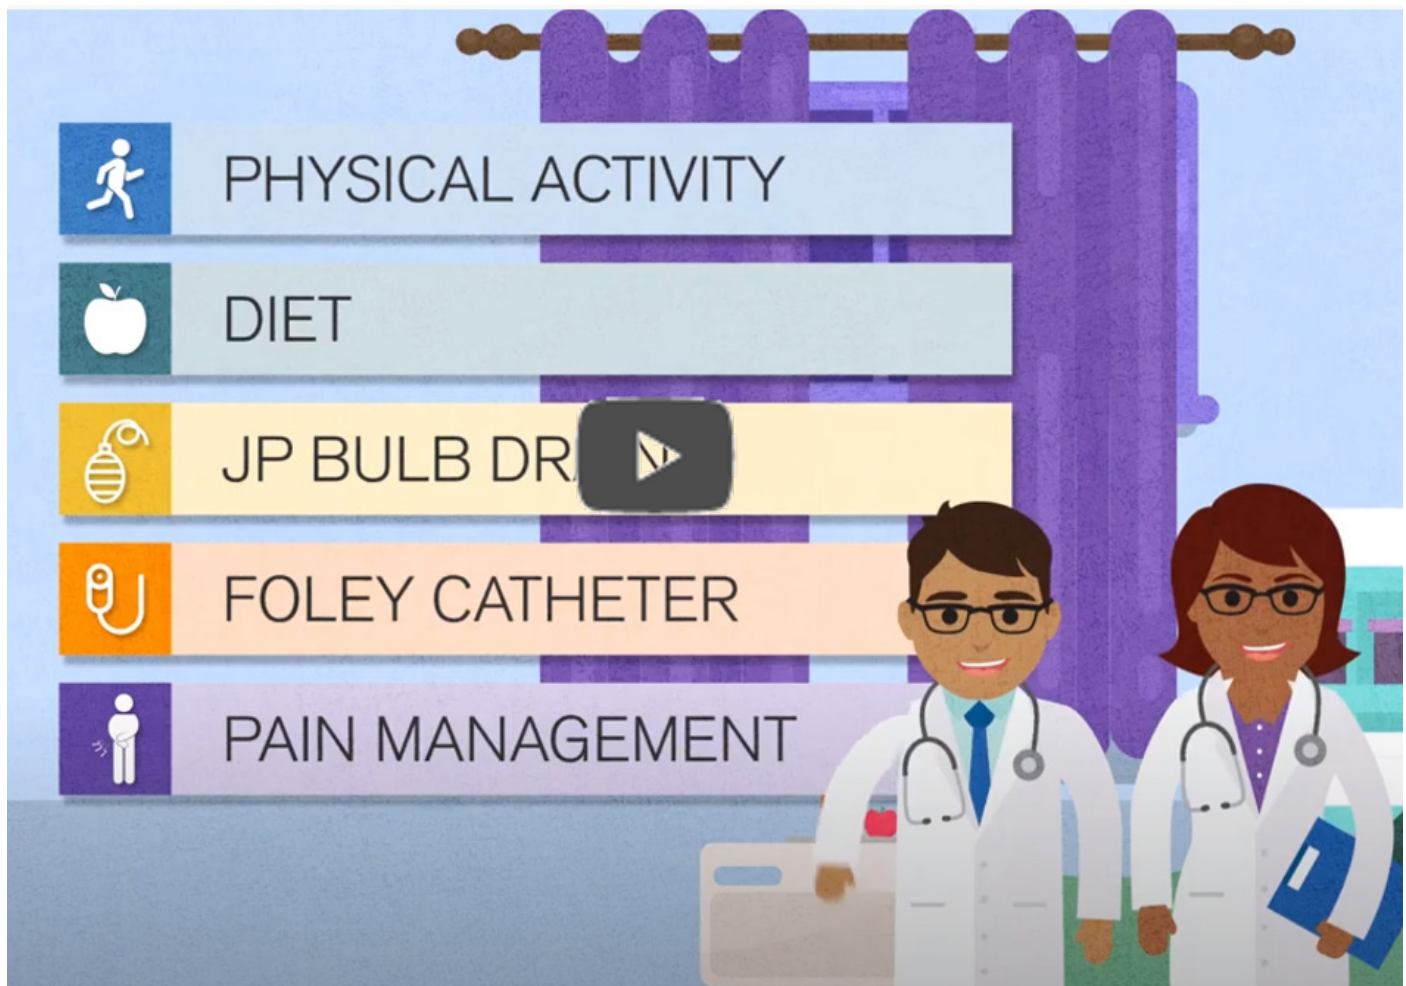 PHYSICAL ACTIVITY
DIET
JP BULB
FOLEY CATHETER
PAIN MANAGEMENT